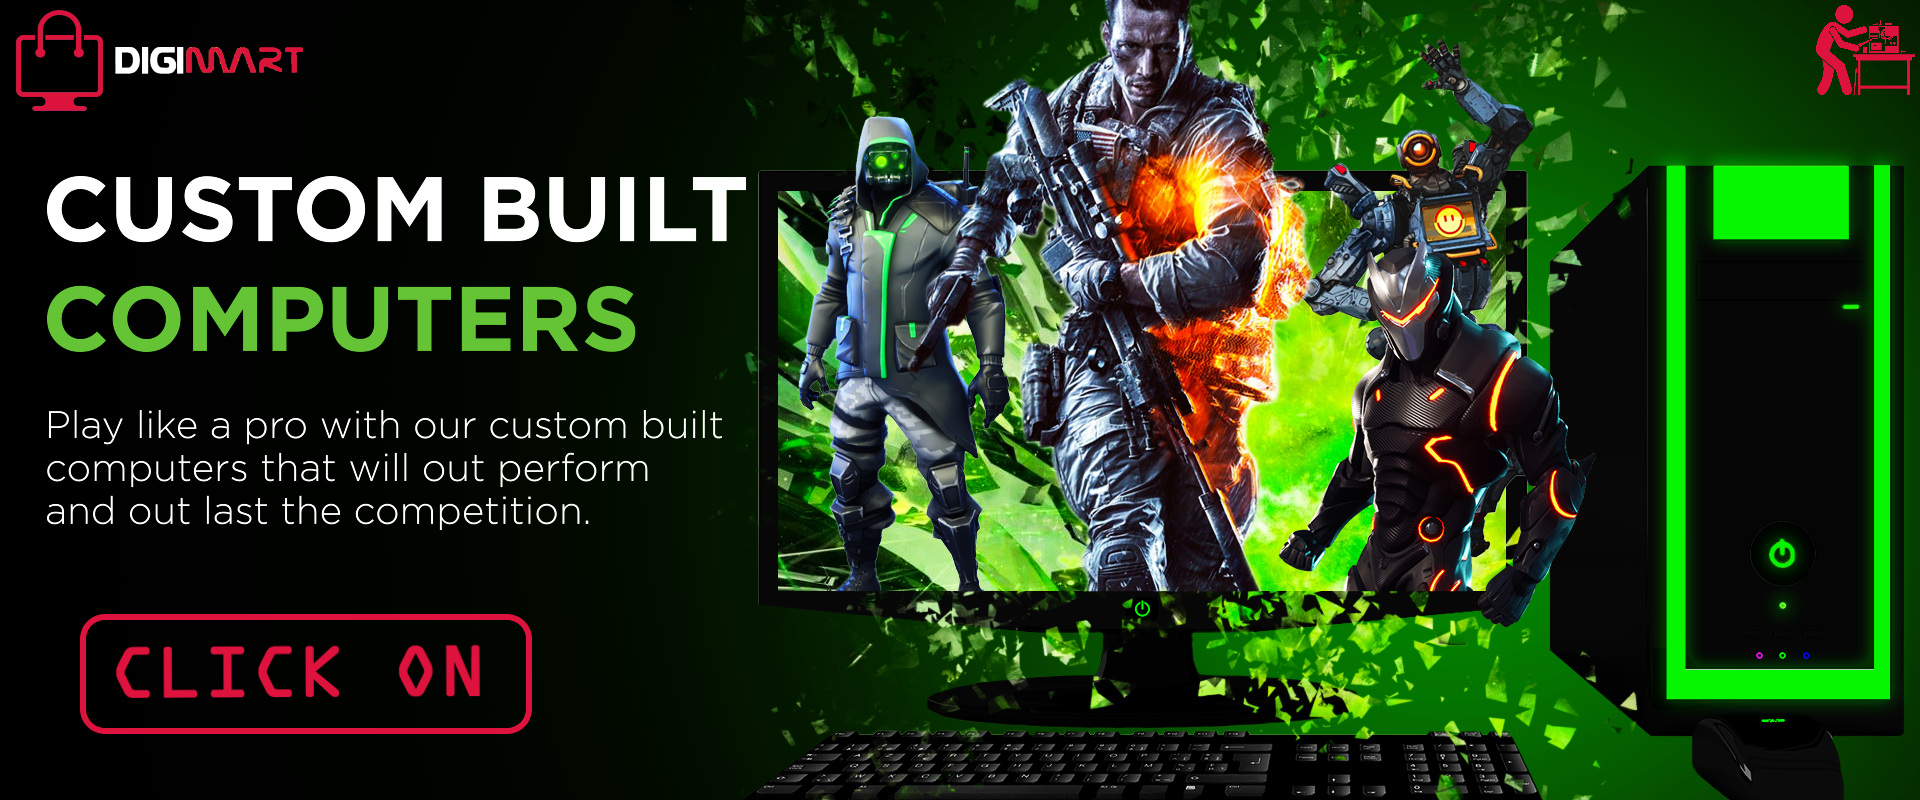 DIGIMART
CUSTOM BUILT
COMPUTERS
Play like a pro with our custom built
computers that will out perform
and out last the competition.
CLICK ON